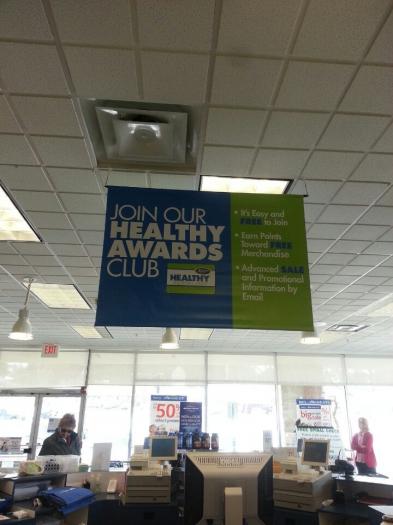 JOIN OUR
HEALTHY
AWARDS
CLUB
HEALTHY
• It's Easy and
FREE to Join
• Earn Points
Toward FREE
Merchandise
• Advanced SALE
and Promotional
Information by
Email
EXIT
$50